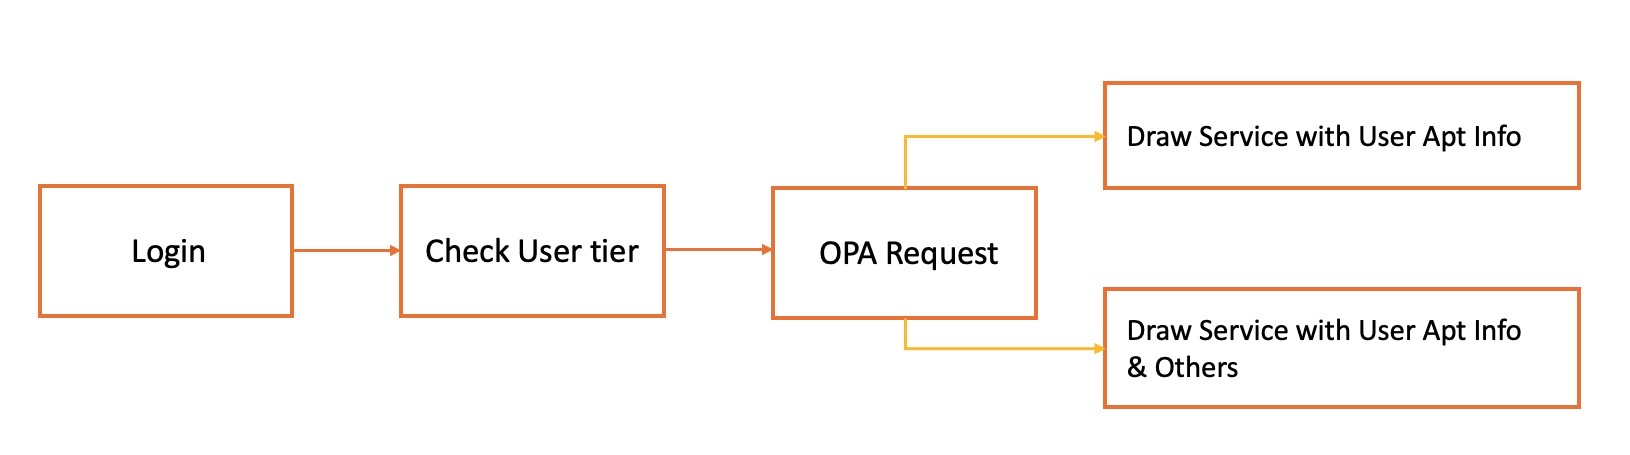 Login
Check User tier
OPA Request
Draw Service with User Apt Info
Draw Service with User Apt Info
& Others